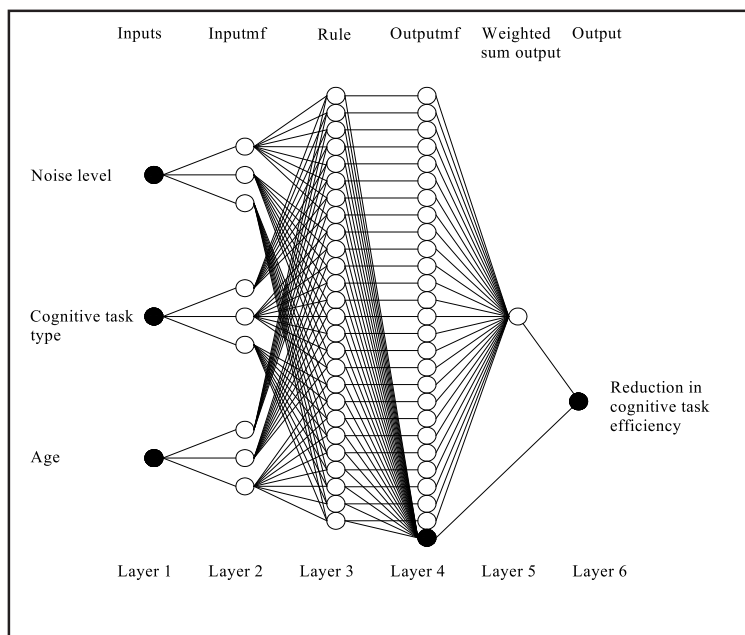 Inputs
Inputmf
Rule
Outputmf
Weighted
sum output
Output
Noise level
Cognitive task
type
Age
Reduction in
cognitive task
efficiency
Layer 1
Layer 2
Layer 3
Layer 4
Layer 5
Layer 6